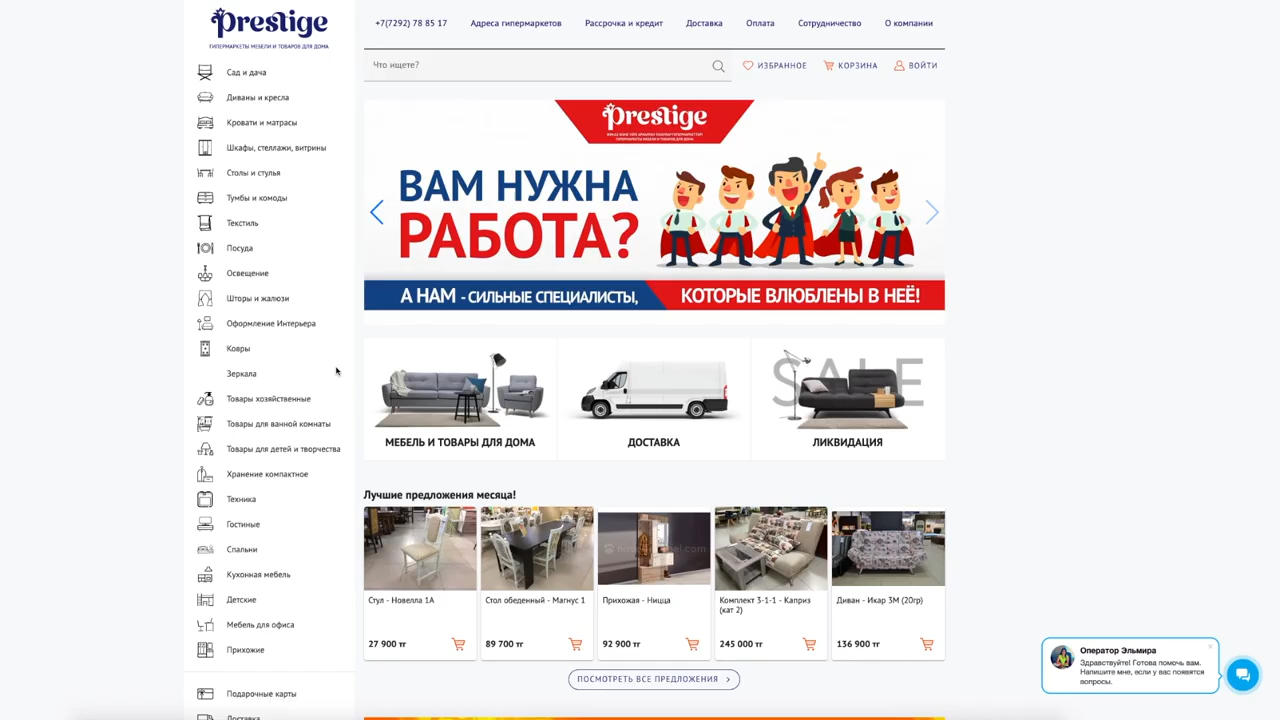 Prestige
ГИПЕРМАРКЕТЫ МЕБЕЛИ И ТОВАРОВ ДЛЯ ДОМА
Сад и дача
Диваны и кресла
Кровати и матрасы
Шкафы, стеллажи, витрины
Столы и стулья
Тумбы и комоды
Текстиль
Посуда
Освещение
Шторы и жалюзи
Оформление Интерьера
Ковры
Зеркала
Товары хозяйственные
Товары для ванной комнаты
Товары для детей и творчества
Хранение компактное
Техника
Гостиные
Спальни
Кухонная мебель
Детские
Мебель для офиса
Прихожие
Подарочные карты
Доставка
+7(7292) 78 85 17 Адреса гипермаркетов Рассрочка и кредит Доставка Оплата Сотрудничество О компании
Что ищете? ИЗБРАННОЕ КОРЗИНА ВОЙТИ
Prestige
ВАМ НУЖНА
РАБОТА?
А НАМ - СИЛЬНЫЕ СПЕЦИАЛИСТЫ, КОТОРЫЕ ВЛЮБЛЕНЫ В НЕЁ!
SALE
МЕБЕЛЬ И ТОВАРЫ ДЛЯ ДОМА ДОСТАВКА ЛИКВИДАЦИЯ
Лучшие предложения месяца!
Стул - Новелла 1А
27 900 тг
Стол обеденный - Магнус 1
89 700 тг
Прихожая - Ницца
92 900 тг
Комплект 3-1-1 - Каприз
(кат 2)
245 000 тг
Диван - Икар 3М (20гр)
136 900 тг
ПОСМОТРЕТЬ ВСЕ ПРЕДЛОЖЕНИЯ
Оператор Эльмира
Здравствуйте! Готова помочь вам.
Напишите мне, если у вас появятся
вопросы.